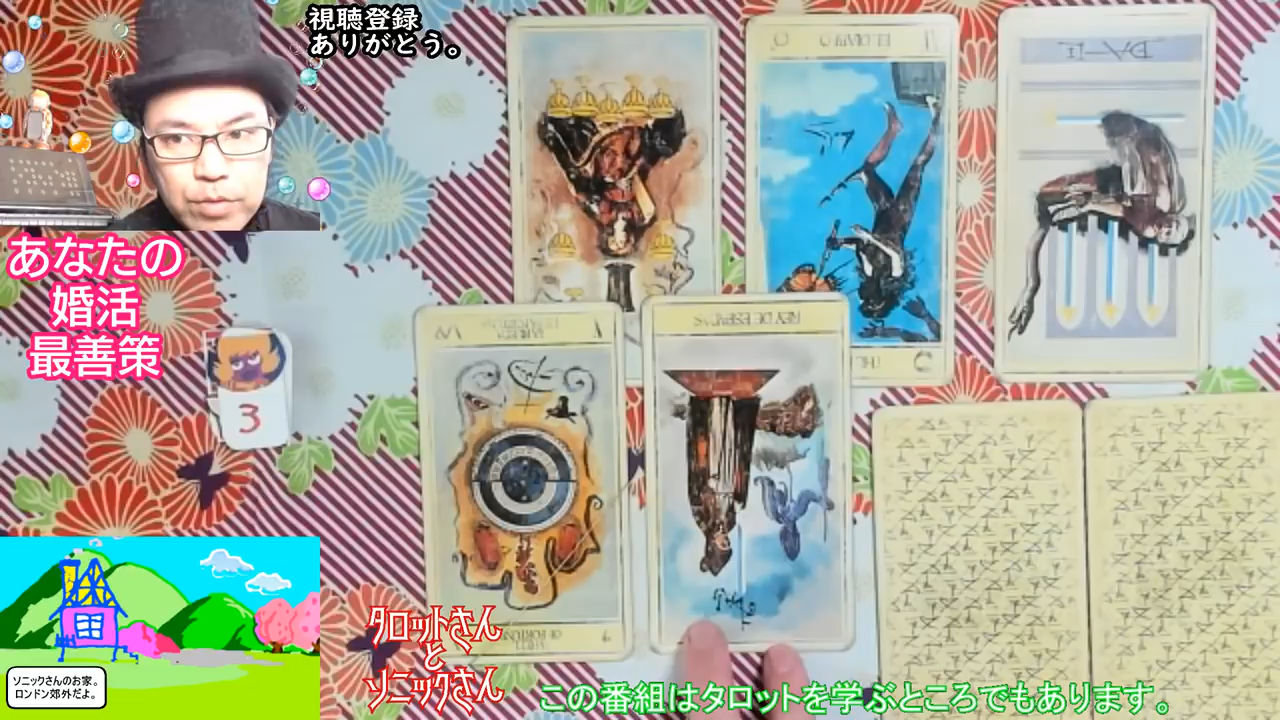 視聴登録
ありがとう。
あなたの
婚活
最善策
3
REY DE ESPADAS
ソニックさんのお家。
ロンドン郊外だよ。
タロットさん
と
ソニックさん
この番組はタロットを学ぶところでもあります。